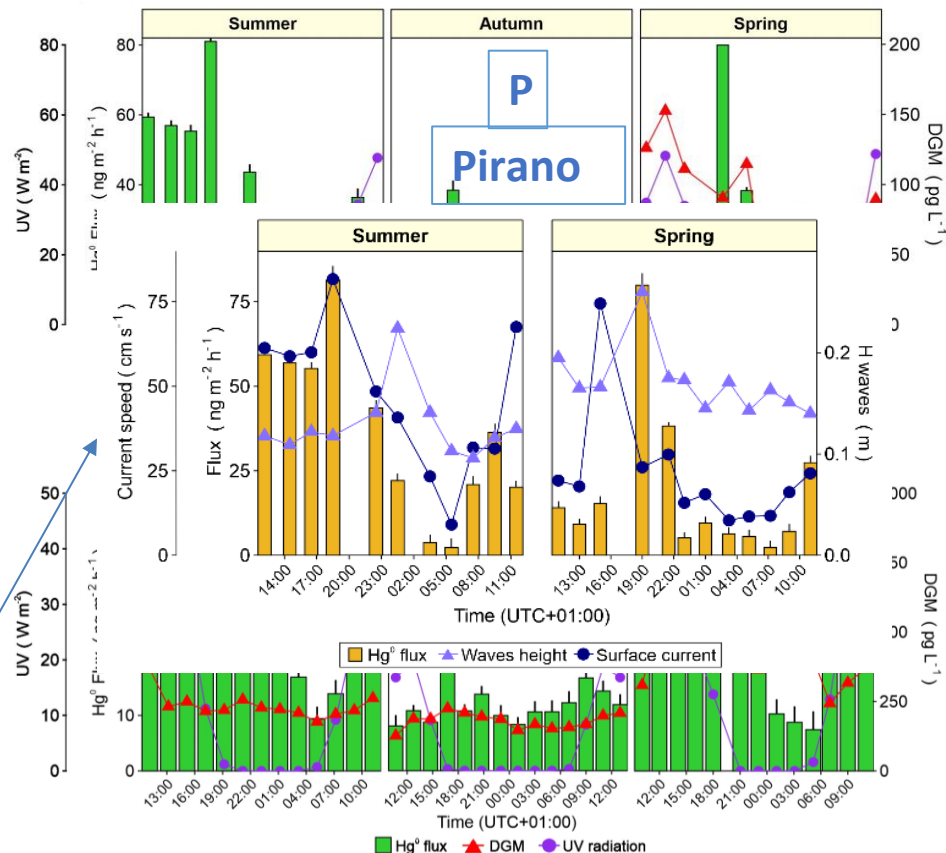 Summer Autumn Spring
80 80 200
P
60 60 150
Pirano
40 40 100
UV ( W m²) ( ng m⁻² h⁻¹ ) DGM ( pg L⁻¹ )
20
0
Summer Spring
75 75
50 50
25 25
0 0
0.2
0.1
0.0
Current speed ( cm s⁻¹ )
Flux ( ng m⁻² h⁻¹ )
H waves ( m )
14:00 17:00 20:00 23:00 02:00 05:00 08:00 11:00
13:00 16:00 19:00 22:00 01:00 04:00 07:00 10:00
Time (UTC+01:00)
Hg⁰ flux Waves height Surface current
50
40
30
20
10 10 250
0 0 0
UV ( W m²)
Hg⁰ Flux
DGM ( pg L⁻¹ )
13:00 16:00 19:00 22:00 01:00 04:00 07:00 10:00
12:00 15:00 18:00 21:00 00:00 03:00 06:00 09:00 12:00
12:00 15:00 18:00 21:00 00:00 03:00 06:00 09:00
Time (UTC+01:00)
Hg⁰ flux DGM UV radiation